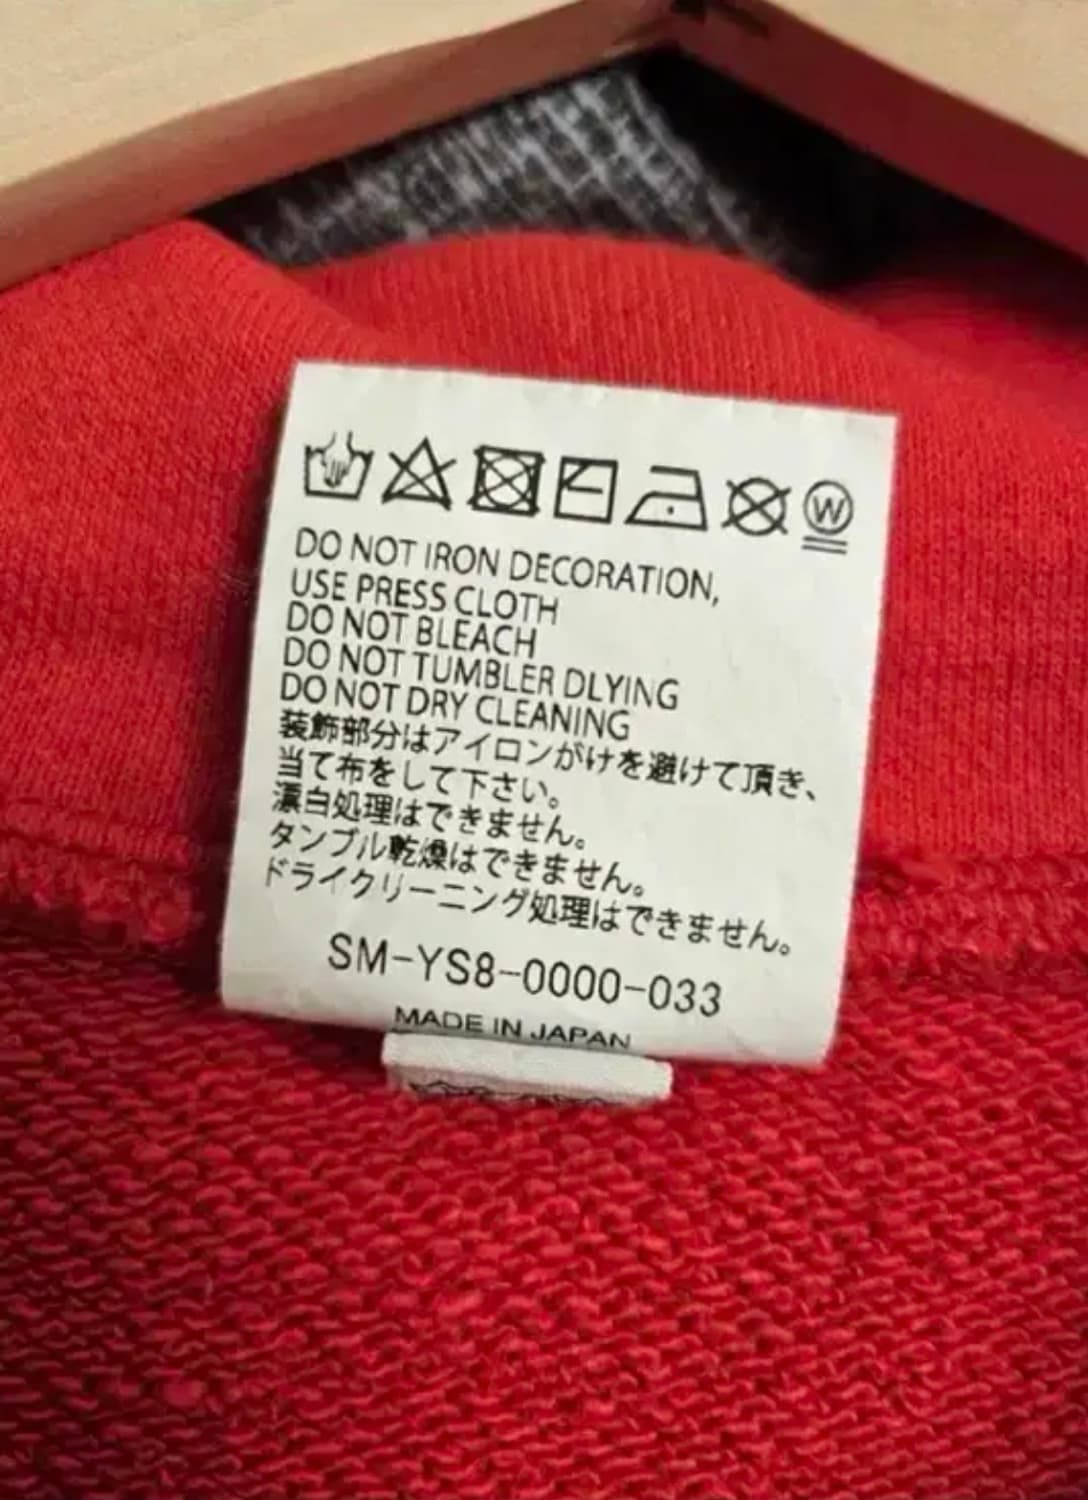 W
DO NOT IRON DECORATION,
USE PRESS CLOTH
DO NOT BLEACH
DO NOT TUMBLER DLYING
DO NOT DRY CLEANING
装飾部分はアイロンがけを避けて頂き、
当て布をして下さい。
漂白処理はできません。
タンブル乾燥はできません。
ドライクリーニング処理はできません。
SM-YS8-0000-033
MADE IN JAPAN